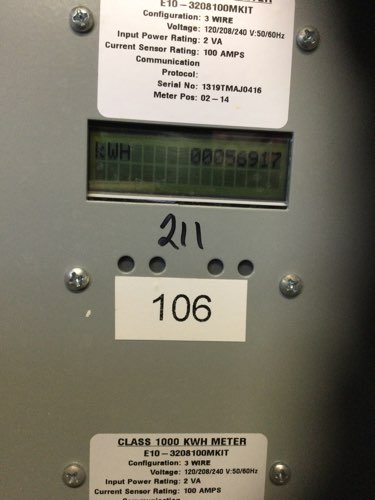 E10-3208100MKIT
Configuration: 3 WIRE
Voltage: 120/208/240 V:50/60Hz
Input Power Rating: 2 VA
Current Sensor Rating: 100 AMPS
Communication
Protocol:
Serial No: 1319TMAJ0416
Meter Pos: 02-14
KWH 00056917
211
106
CLASS 1000 KWH METER
E10-3208100MKIT
Configuration: 3 WIRE
Voltage: 120/208/240 V:50/60Hz
Input Power Rating: 2 VA
Current Sensor Rating: 100 AMPS
Communication